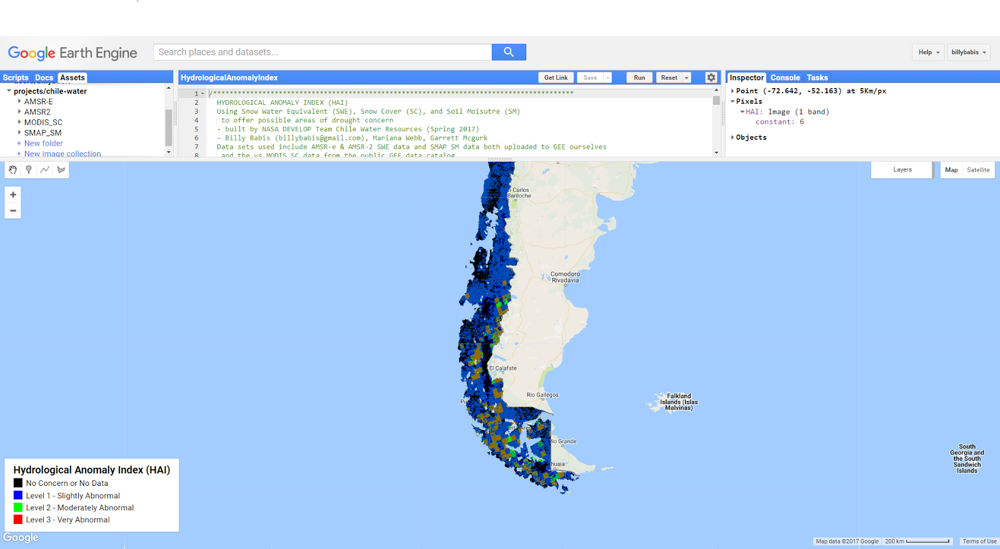 Google Earth Engine
Search places and datasets...
Help
billybabis
Scripts
Docs
Assets
projects/chile-water
AMSR-E
AMSR2
MODIS_SC
SMAP_SM
+ New folder
+ New image collection
HydrologicalAnomalyIndex
Get Link
Save
Run
Reset
1 /******************************************************************************************
2 HYDROLOGICAL ANOMALY INDEX (HAI)
3 Using Snow Water Equivalent (SWE), Snow Cover (SC), and Soil Moisutre (SM)
4 to offer possible areas of drought concern
5 - built by NASA DEVELOP Team Chile Water Resources (Spring 2017)
6 - Billy Babis (billybabis@gmail.com), Mariana Webb, Garrett Mcgurk
7 Data sets used include AMSR-e & AMSR-2 SWE data and SMAP SM data both uploaded to GEE ourselves
8 and the vs MODIS SC data from the public GEE data catalog
Inspector
Console
Tasks
Point (-72.642, -52.163) at 5Km/px
Pixels
HAI: Image (1 band)
constant: 6
Objects
Layers
Map
Satellite
+
−
n Carlos
Bariloche
Comodoro
Rivadavia
El Calafate
Rio Gallegos
Pu
Falkland
Islands (Islas
Malvinas)
Rio Grande
huaia
South
Georgia and
the South
Sandwich
Islands
Hydrological Anomaly Index (HAI)
No Concern or No Data
Level 1 - Slightly Abnormal
Level 2 - Moderately Abnormal
Level 3 - Very Abnormal
Google
Map data ©2017 Google
200 km
Terms of Use